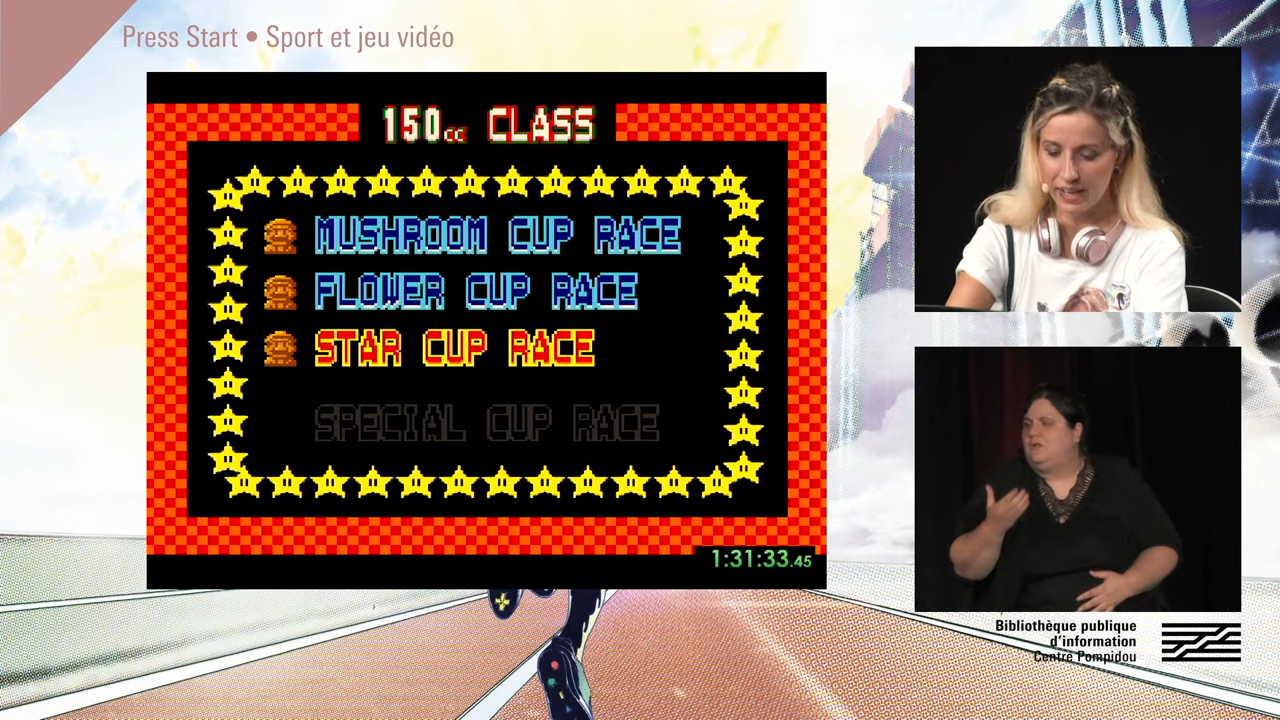 Press Start • Sport et jeu vidéo
150cc CLASS
MUSHROOM CUP RACE
FLOWER CUP RACE
STAR CUP RACE
SPECIAL CUP RACE
1:31:33.45
Bibliothèque publique
d'information
Centre Pompidou